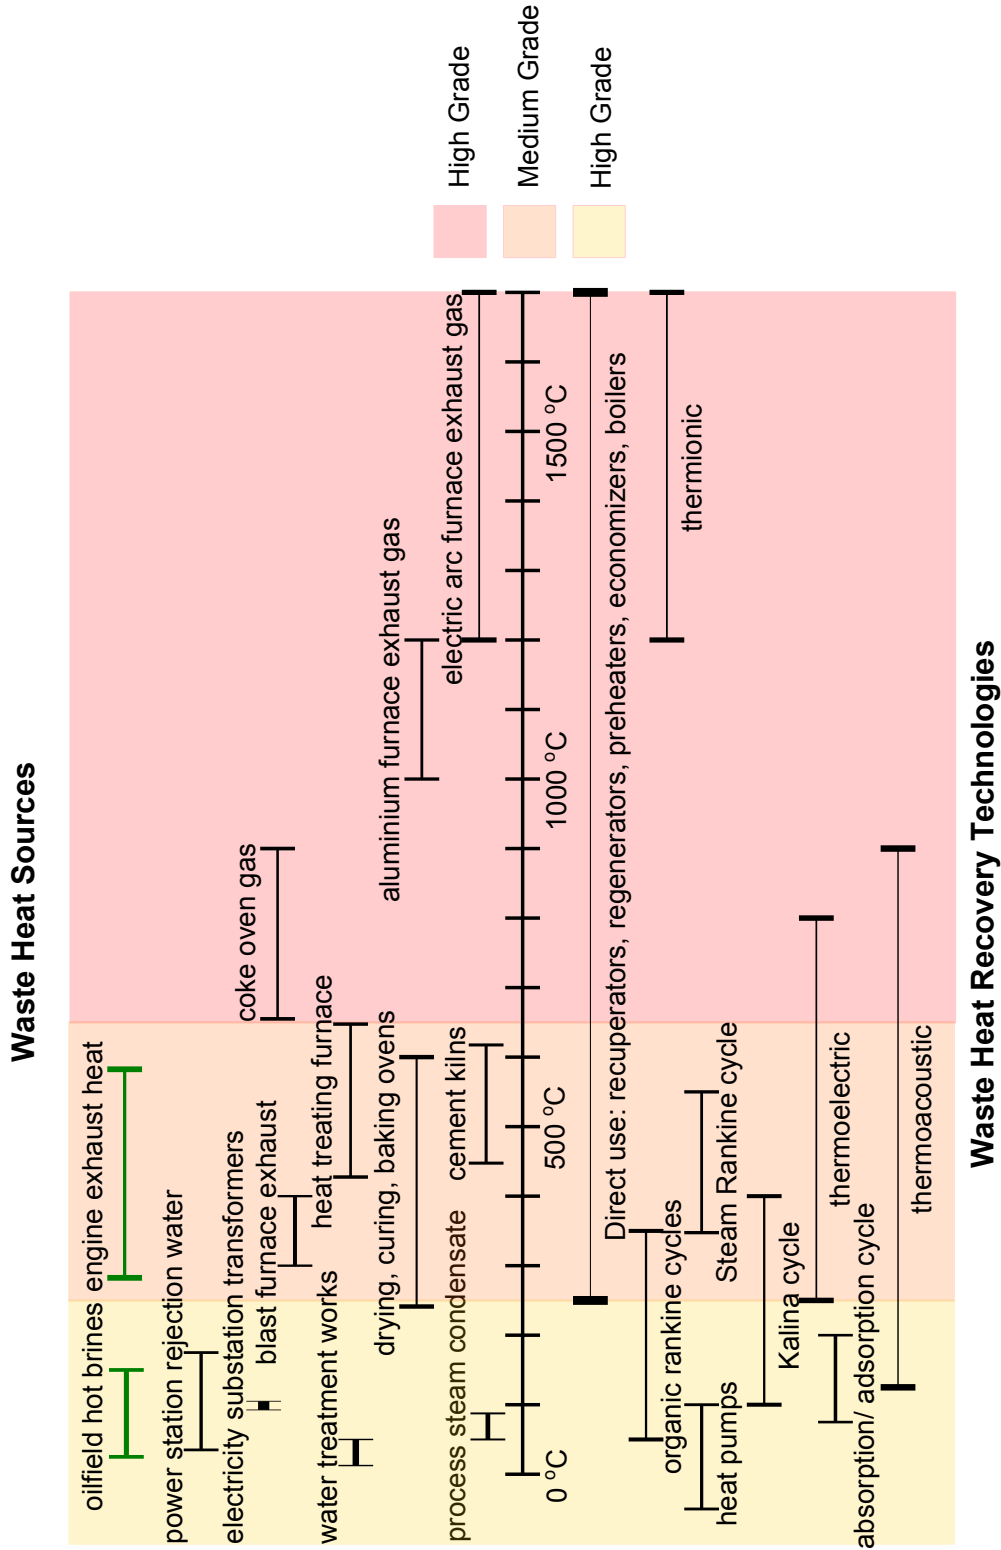 Waste Heat Sources
oilfield hot brines
engine exhaust heat
power station rejection water
electricity substation transformers
coke oven gas
blast furnace exhaust
heat treating furnace
water treatment works
drying, curing, baking ovens
aluminium furnace exhaust gas
process steam condensate
cement kilns
electric arc furnace exhaust gas
0 ºC
500 ºC
1000 ºC
1500 ºC
Direct use: recuperators, regenerators, preheaters, economizers, boilers
organic rankine cycles
thermionic
heat pumps
Steam Rankine cycle
Kalina cycle
thermoelectric
absorption/ adsorption cycle
thermoacoustic
Waste Heat Recovery Technologies
High Grade
Medium Grade
High Grade